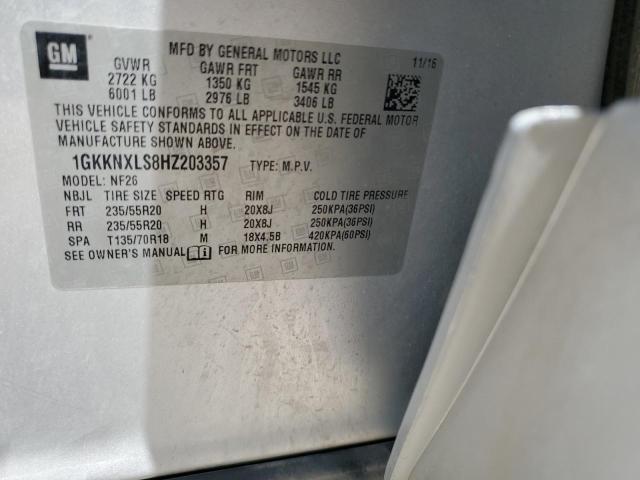 GM
MFD BY GENERAL MOTORS LLC 11/16
GVWR GAWR FRT GAWR RR
2722 KG 1350 KG 1545 KG
6001 LB 2976 LB 3406 LB
THIS VEHICLE CONFORMS TO ALL APPLICABLE U.S. FEDERAL MOTOR
VEHICLE SAFETY STANDARDS IN EFFECT ON THE DATE OF
MANUFACTURE SHOWN ABOVE.
1GKKNXLS8HZ203357 TYPE: M.P.V.
MODEL: NF26
NBJL TIRE SIZE SPEED RTG RIM COLD TIRE PRESSURE
FRT 235/55R20 H 20X8J 250KPA(36PSI)
RR 235/55R20 H 20X8J 250KPA(36PSI)
SPA T135/70R18 M 18X4.5B 420KPA(60PSI)
SEE OWNER'S MANUAL FOR MORE INFORMATION.